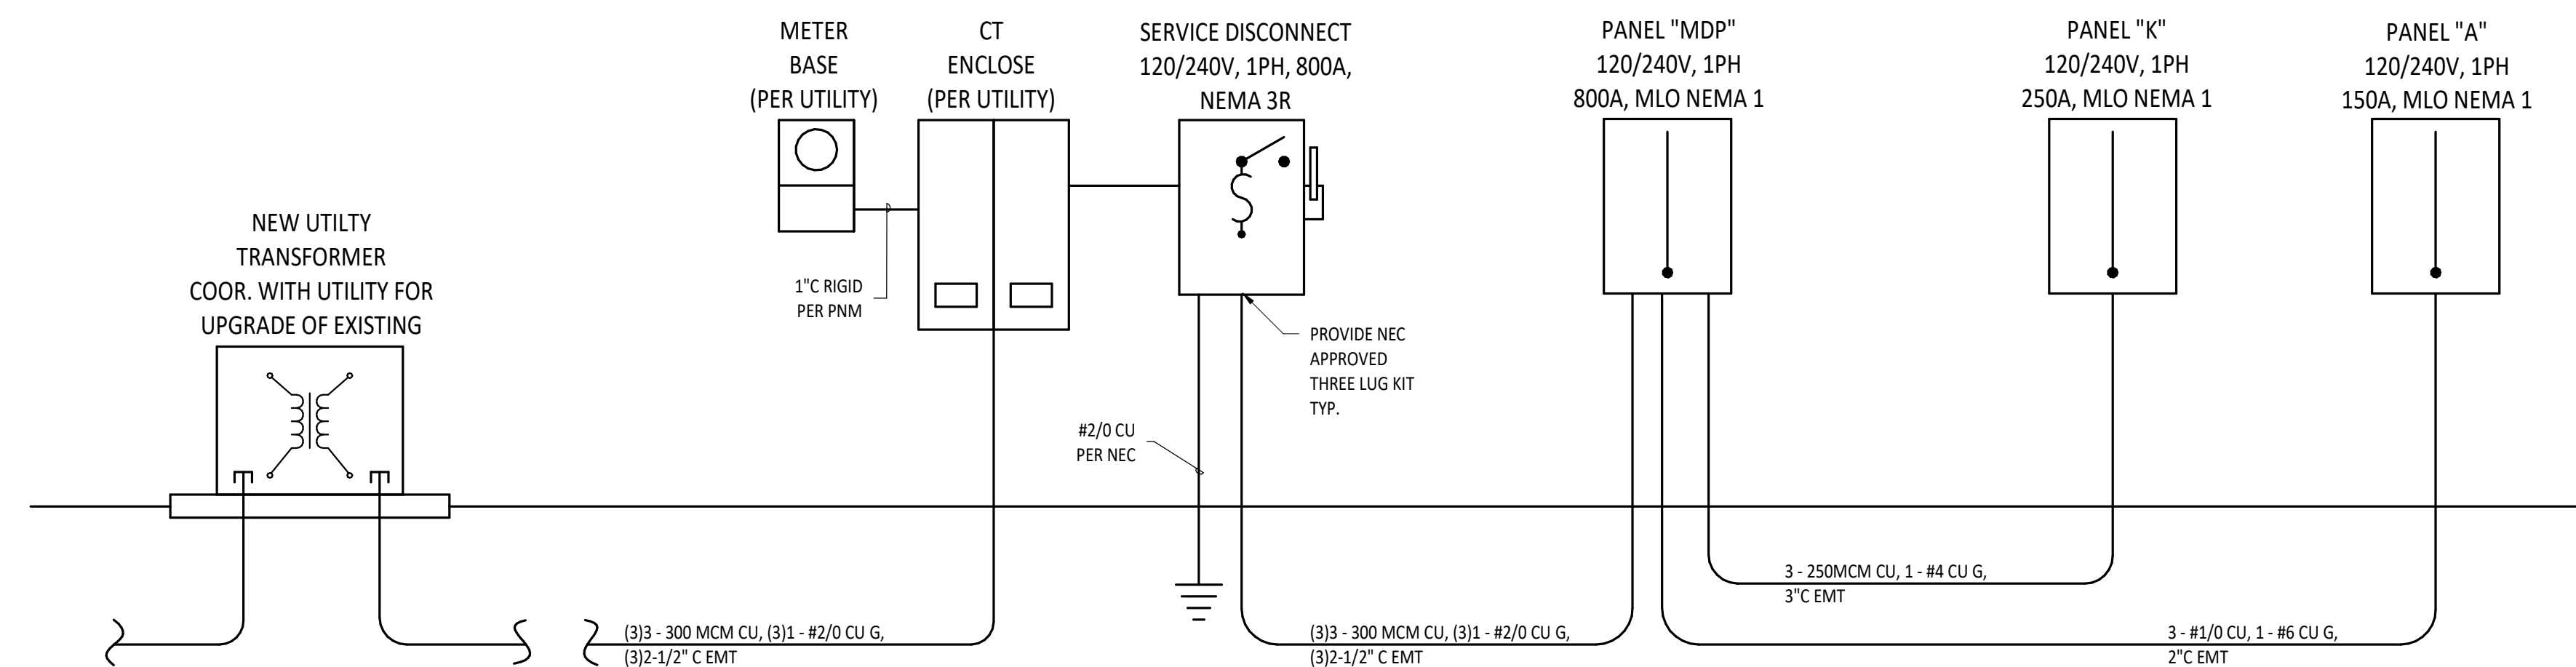 METER
BASE
(PER UTILITY)
CT
ENCLOSE
(PER UTILITY)
SERVICE DISCONNECT
120/240V, 1PH, 800A,
NEMA 3R
PANEL "MDP"
120/240V, 1PH
800A, MLO NEMA 1
PANEL "K"
120/240V, 1PH
250A, MLO NEMA 1
PANEL "A"
120/240V, 1PH
150A, MLO NEMA 1
NEW UTILTY
TRANSFORMER
COOR. WITH UTILITY FOR
UPGRADE OF EXISTING
1"C RIGID
PER PNM
PROVIDE NEC
APPROVED
THREE LUG KIT
TYP.
#2/0 CU
PER NEC
(3)3 - 300 MCM CU, (3)1 - #2/0 CU G,
(3)2-1/2" C EMT
(3)3 - 300 MCM CU, (3)1 - #2/0 CU G,
(3)2-1/2" C EMT
3 - 250MCM CU, 1 - #4 CU G,
3"C EMT
3 - #1/0 CU, 1 - #6 CU G,
2"C EMT